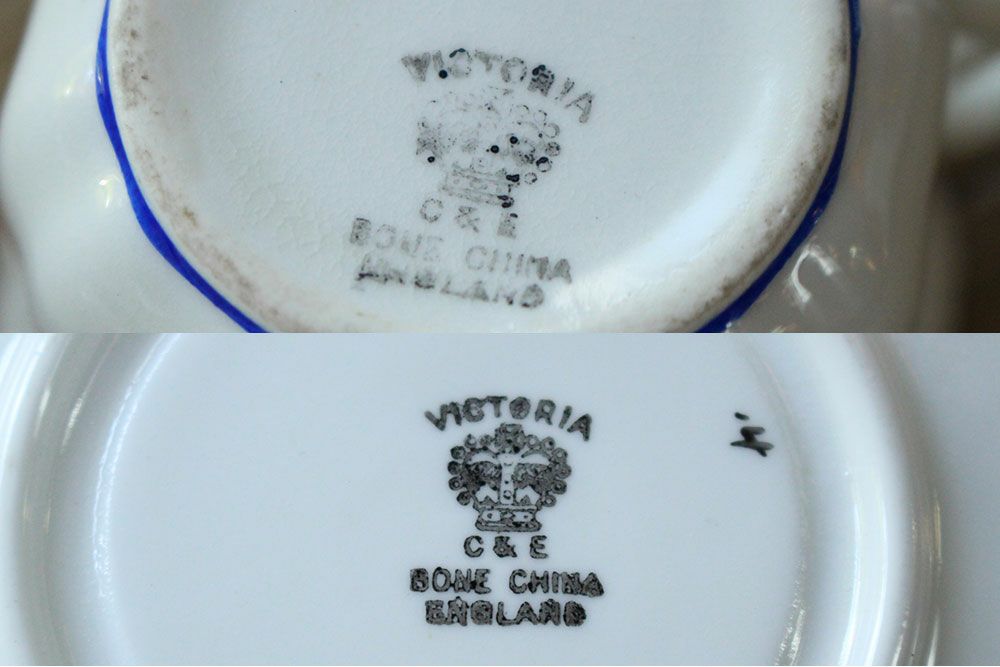 VICTORIA
C & E
BONE CHINA
ENGLAND
VICTORIA
C & E
BONE CHINA
ENGLAND